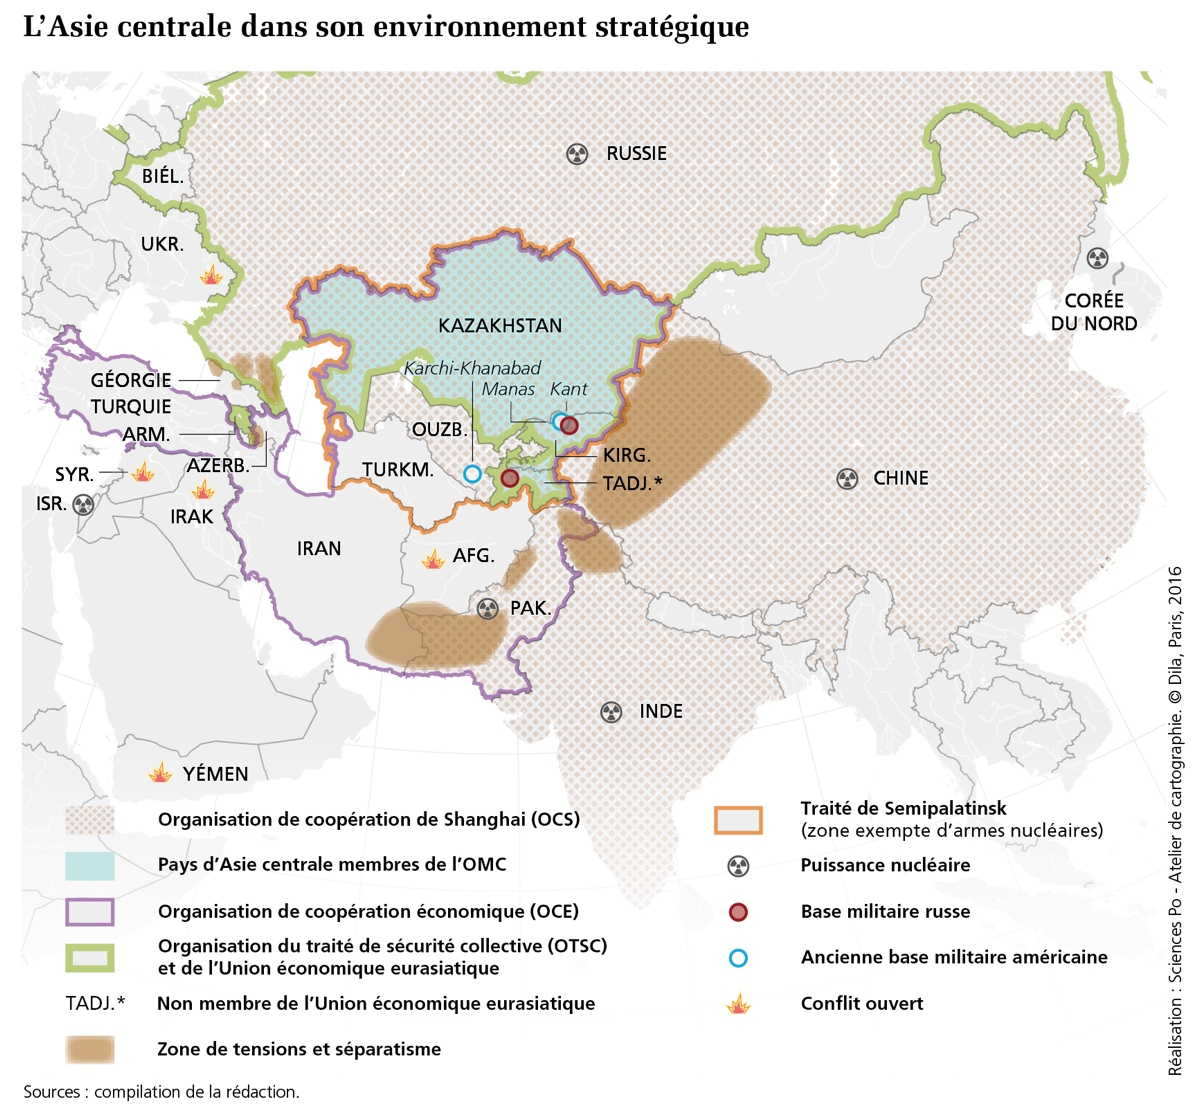 L’Asie centrale dans son environnement stratégique
RUSSIE
BIÉL.
UKR.
CORÉE
DU NORD
KAZAKHSTAN
Karchi-Khanabad
Manas
Kant
GÉORGIE
TURQUIE
ARM.
AZERB.
OUZB.
TURKM.
KIRG.
TADJ.*
CHINE
SYR.
ISR.
IRAK
IRAN
AFG.
PAK.
INDE
YÉMEN
Organisation de coopération de Shanghai (OCS)
Pays d’Asie centrale membres de l’OMC
Organisation de coopération économique (OCE)
Organisation du traité de sécurité collective (OTSC)
et de l’Union économique eurasiatique
TADJ.* Non membre de l’Union économique eurasiatique
Zone de tensions et séparatisme
Traité de Semipalatinsk
(zone exempte d’armes nucléaires)
Puissance nucléaire
Base militaire russe
Ancienne base militaire américaine
Conflit ouvert
Sources : compilation de la rédaction.
Réalisation : Sciences Po - Atelier de cartographie. © Dila, Paris, 2016